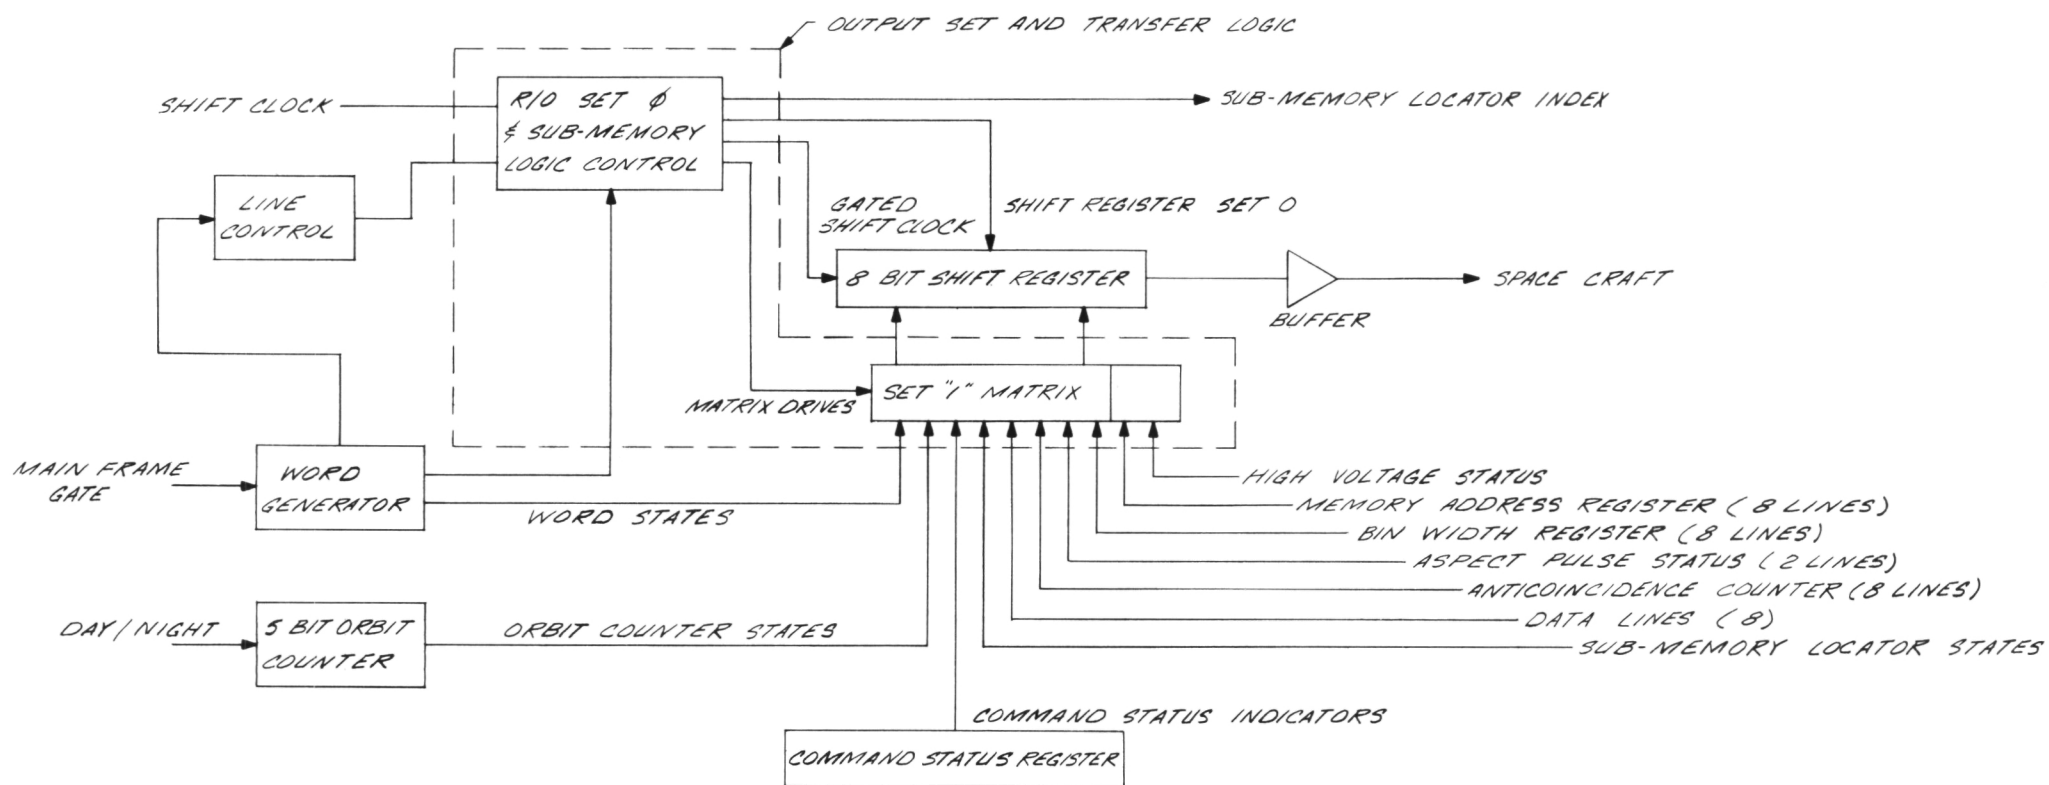 OUTPUT SET AND TRANSFER LOGIC
SHIFT CLOCK
R/O SET ϕ
& SUB-MEMORY
LOGIC CONTROL
SUB-MEMORY LOCATOR INDEX
LINE
CONTROL
GATED
SHIFT CLOCK
SHIFT REGISTER SET 0
8 BIT SHIFT REGISTER
BUFFER
SPACE CRAFT
SET "1" MATRIX
MATRIX DRIVES
MAIN FRAME
GATE
WORD
GENERATOR
WORD STATES
HIGH VOLTAGE STATUS
MEMORY ADDRESS REGISTER (8 LINES)
BIN WIDTH REGISTER (8 LINES)
ASPECT PULSE STATUS (2 LINES)
ANTICOINCIDENCE COUNTER (8 LINES)
DATA LINES (8)
SUB-MEMORY LOCATOR STATES
DAY/NIGHT
5 BIT ORBIT
COUNTER
ORBIT COUNTER STATES
COMMAND STATUS INDICATORS
COMMAND STATUS REGISTER